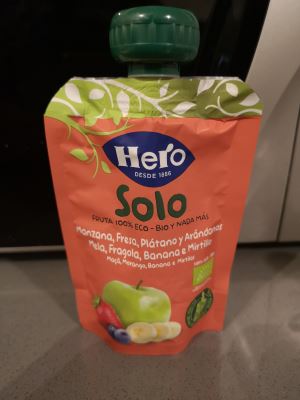 Hero
DESDE 1886
Solo
FRUTA 100% ECO - BIO Y NADA MÁS
Manzana, Fresa, Plátano y Arándanos
Mela, Fragola, Banana e Mirtillo
Maçã, Morango, Banana e Mirtilo